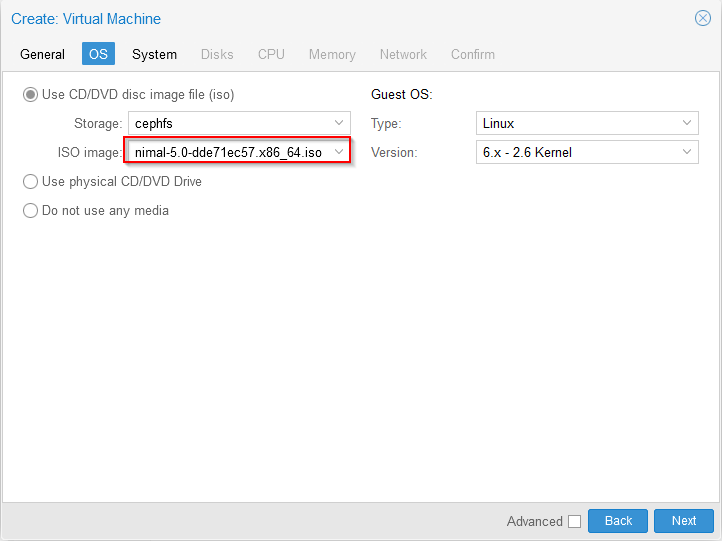 Create: Virtual Machine
General OS System Disks CPU Memory Network Confirm
Use CD/DVD disc image file (iso)
Guest OS:
Storage: cephfs
Type: Linux
ISO image: nimal-5.0-dde71ec57.x86_64.iso
Version: 6.x - 2.6 Kernel
Use physical CD/DVD Drive
Do not use any media
Advanced Back Next